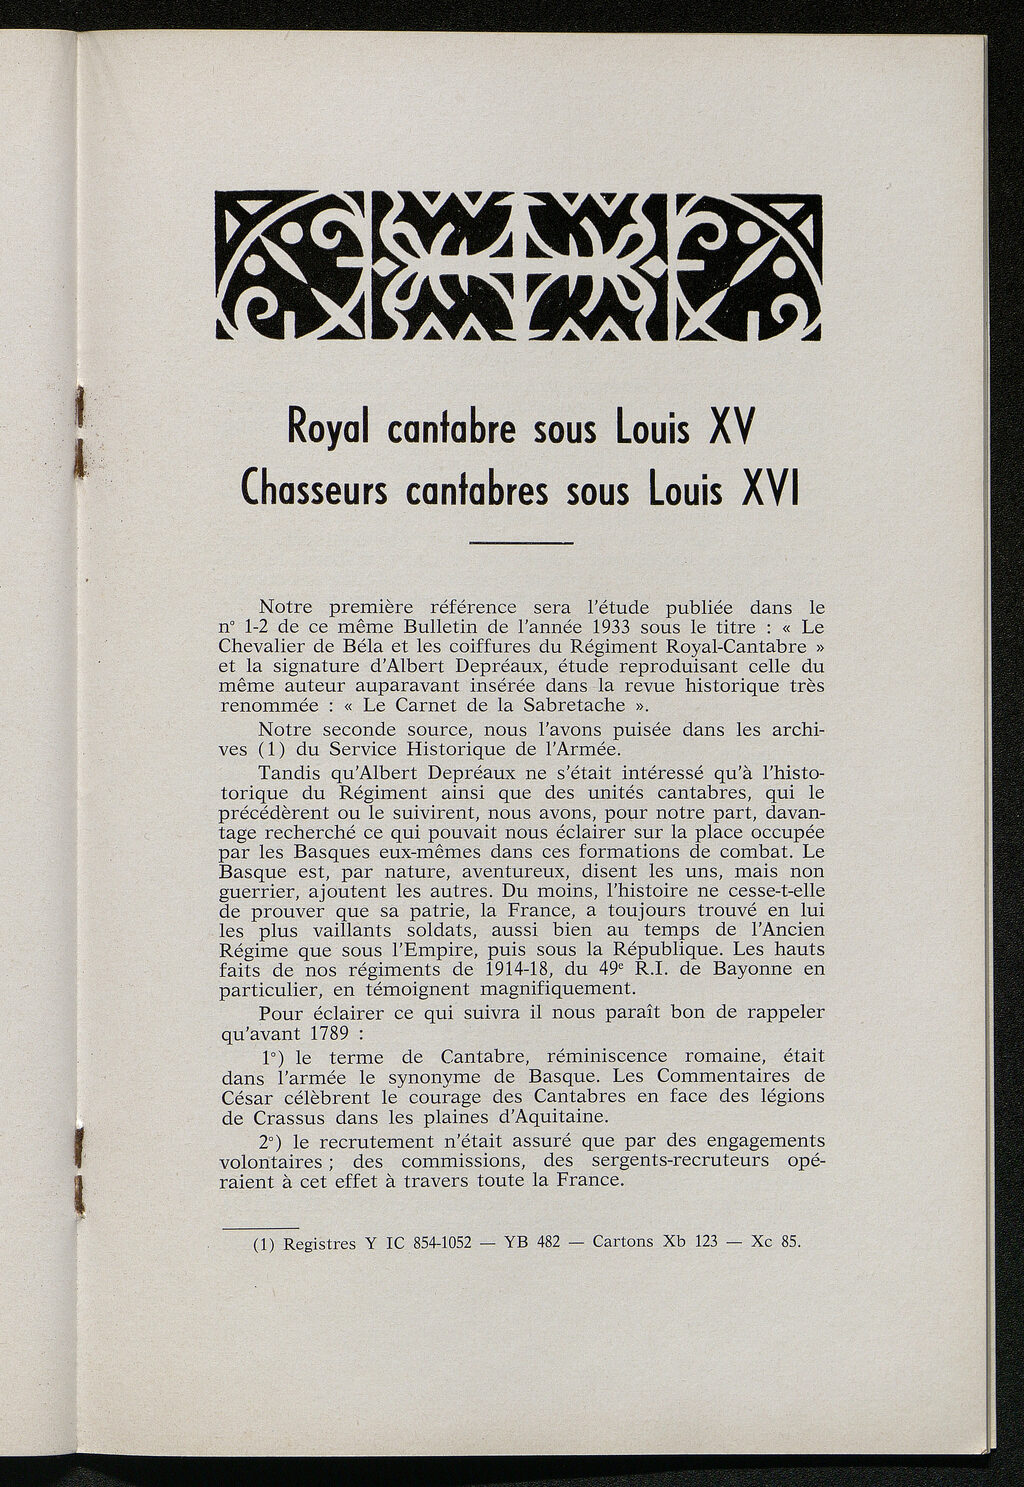 Royal cantabre sous Louis XV
Chasseurs cantabres sous Louis XVI
Notre première référence sera l'étude publiée dans le
n° 1-2 de ce même Bulletin de l'année 1933 sous le titre : « Le
Chevalier de Béla et les coiffures du Régiment Royal-Cantabre »
et la signature d'Albert Depréaux, étude reproduisant celle du
même auteur auparavant insérée dans la revue historique très
renommée : « Le Carnet de la Sabretache ».
Notre seconde source, nous l'avons puisée dans les archi-
ves (1) du Service Historique de l'Armée.
Tandis qu'Albert Depréaux ne s'était intéressé qu'à l'histo-
torique du Régiment ainsi que des unités cantabres, qui le
précédèrent ou le suivirent, nous avons, pour notre part, davan-
tage recherché ce qui pouvait nous éclairer sur la place occupée
par les Basques eux-mêmes dans ces formations de combat. Le
Basque est, par nature, aventureux, disent les uns, mais non
guerrier, ajoutent les autres. Du moins, l'histoire ne cesse-t-elle
de prouver que sa patrie, la France, a toujours trouvé en lui
les plus vaillants soldats, aussi bien au temps de l'Ancien
Régime que sous l'Empire, puis sous la République. Les hauts
faits de nos régiments de 1914-18, du 49e R.I. de Bayonne en
particulier, en témoignent magnifiquement.
Pour éclairer ce qui suivra il nous paraît bon de rappeler
qu'avant 1789 :
1°) le terme de Cantabre, réminiscence romaine, était
dans l'armée le synonyme de Basque. Les Commentaires de
César célèbrent le courage des Cantabres en face des légions
de Crassus dans les plaines d'Aquitaine.
2°) le recrutement n'était assuré que par des engagements
volontaires ; des commissions, des sergents-recruteurs opé-
raient à cet effet à travers toute la France.
(1) Registres Y IC 854-1052 — YB 482 — Cartons Xb 123 — Xc 85.